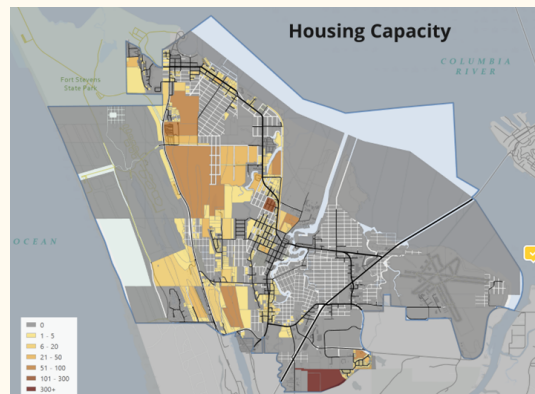 Housing Capacity
COLUMBIA
RIVER
Fort Stevens
State Park
OCEAN
0
1 - 5
6 - 20
21 - 50
51 - 100
101 - 300
300+